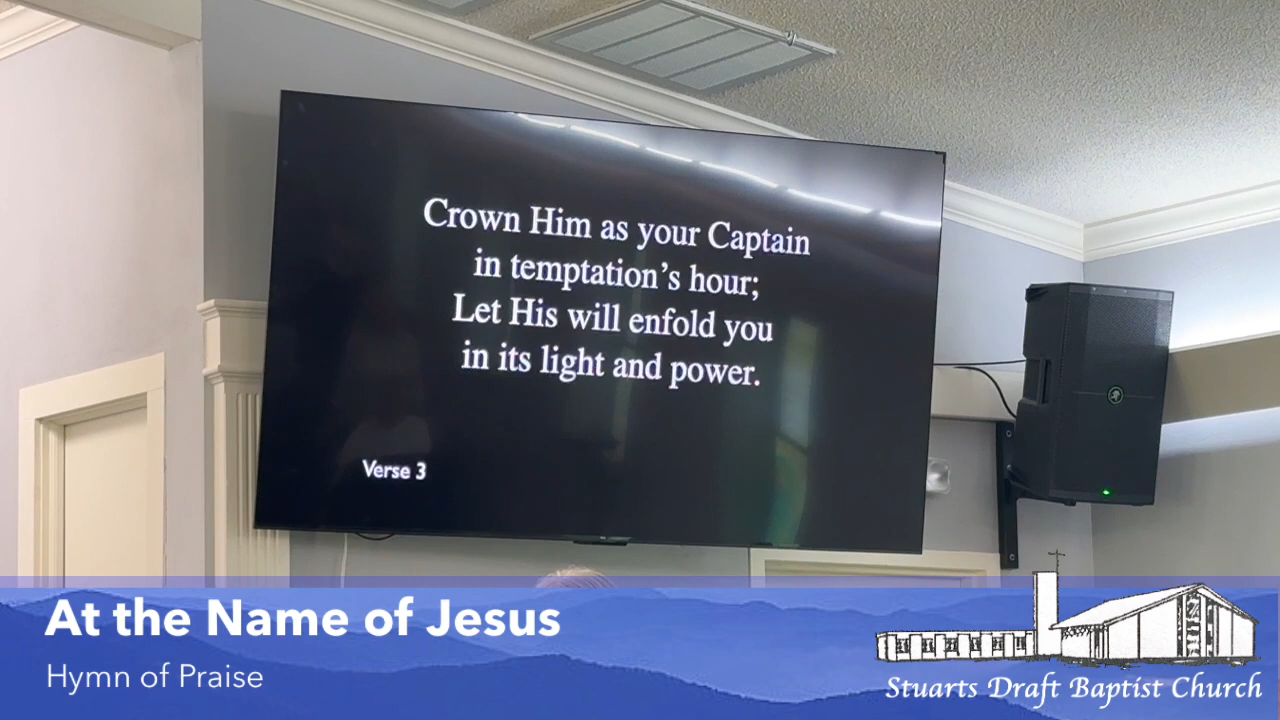 Crown Him as your Captain
in temptation's hour;
Let His will enfold you
in its light and power.
Verse 3
At the Name of Jesus
Hymn of Praise
Stuarts Draft Baptist Church